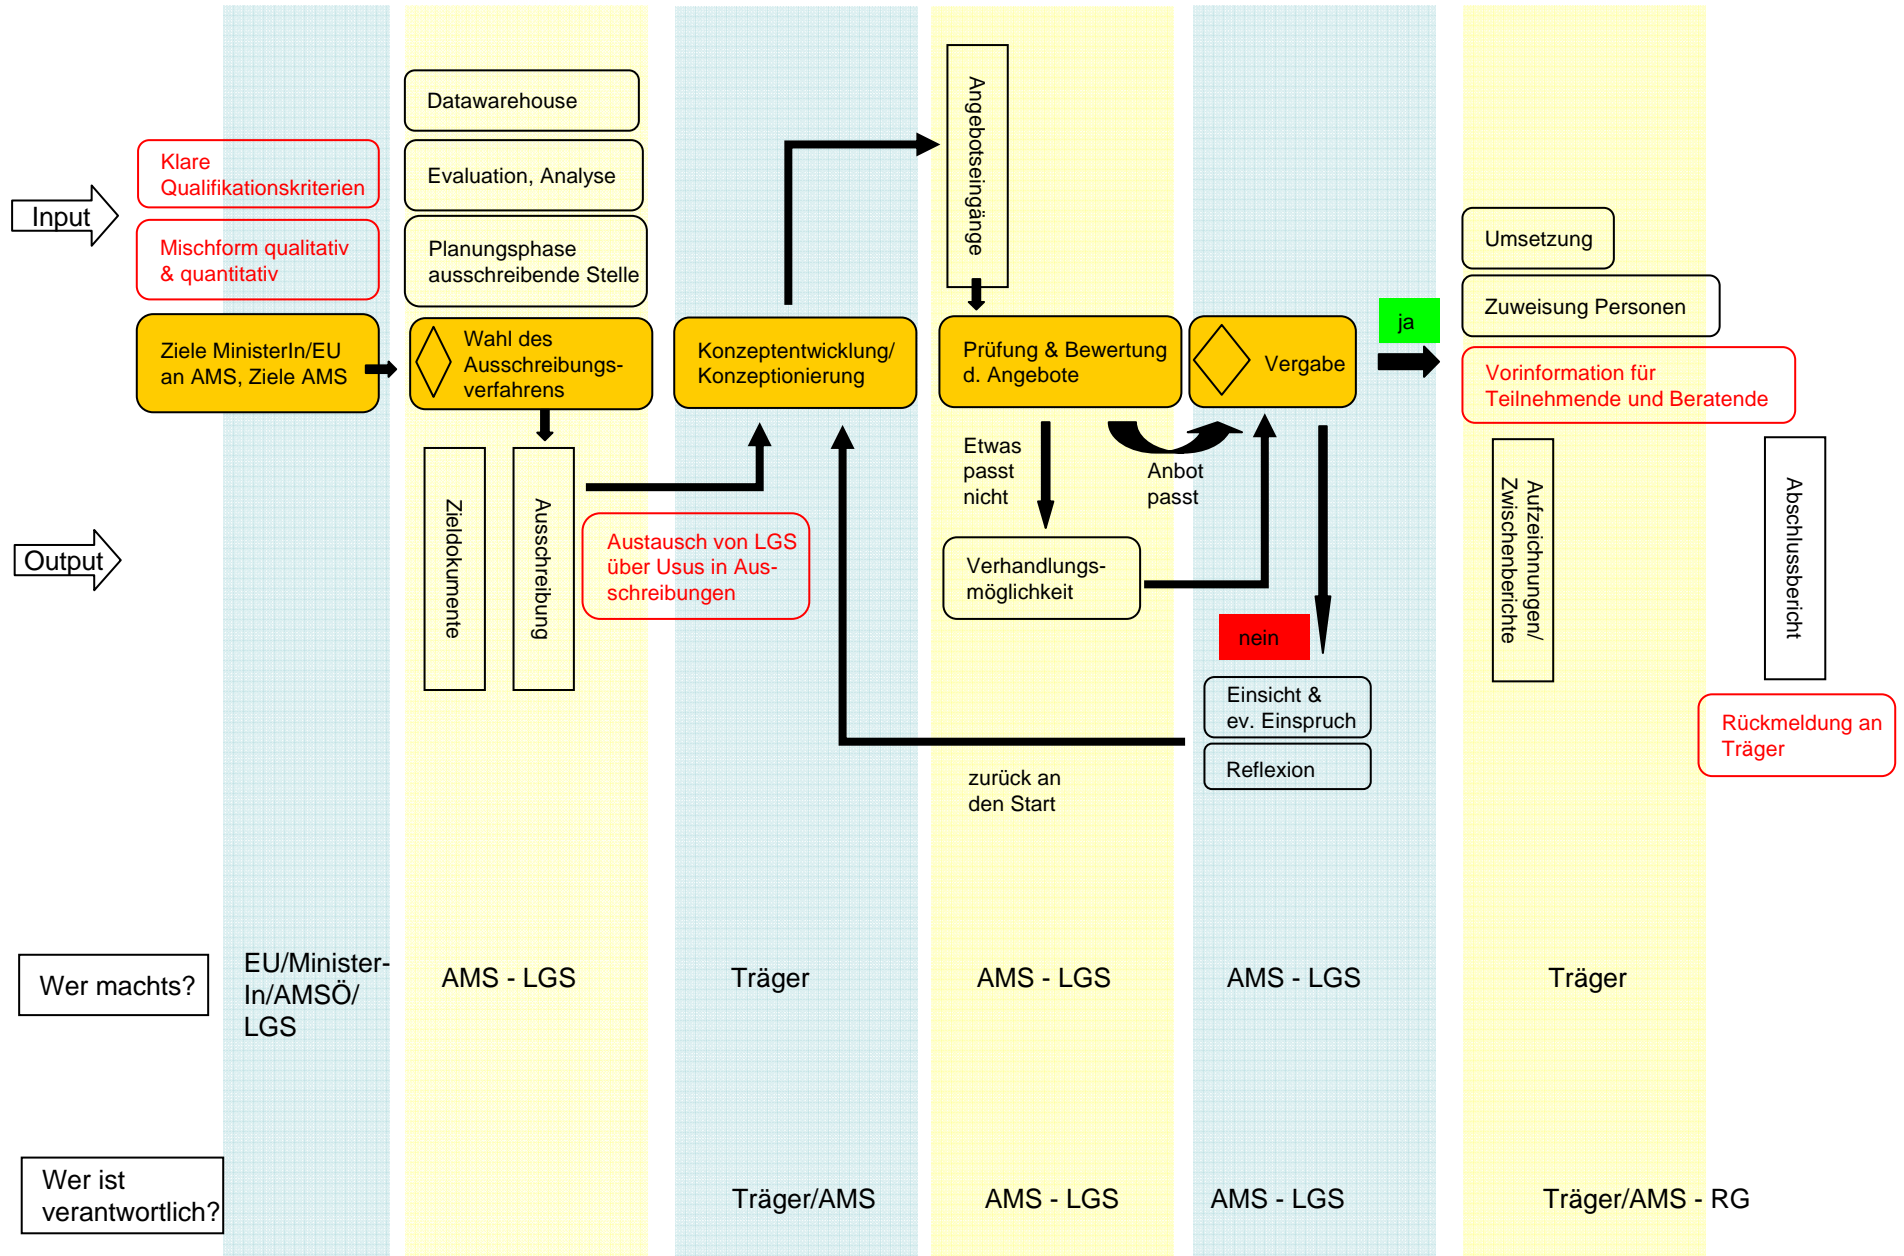 Input
Klare
Qualifikationskriterien
Mischform qualitativ
& quantitativ
Ziele MinisterIn/EU
an AMS, Ziele AMS
Datawarehouse
Evaluation, Analyse
Planungsphase
ausschreibende Stelle
Wahl des
Ausschreibungs-
verfahrens
Konzeptentwicklung/
Konzeptionierung
Angebotseingänge
Prüfung & Bewertung
d. Angebote
Vergabe
ja
Umsetzung
Zuweisung Personen
Vorinformation für
Teilnehmende und Beratende
Output
Zieldokumente
Ausschreibung
Austausch von LGS
über Usus in Aus-
schreibungen
Etwas
passt
nicht
Anbot
passt
Verhandlungs-
möglichkeit
nein
Einsicht &
ev. Einspruch
Reflexion
zurück an
den Start
Aufzeichnungen/
Zwischenberichte
Abschlussbericht
Rückmeldung an
Träger
Wer machts?
EU/Minister-
In/AMSÖ/
LGS
AMS - LGS
Träger
AMS - LGS
AMS - LGS
Träger
Wer ist
verantwortlich?
Träger/AMS
AMS - LGS
AMS - LGS
Träger/AMS - RG